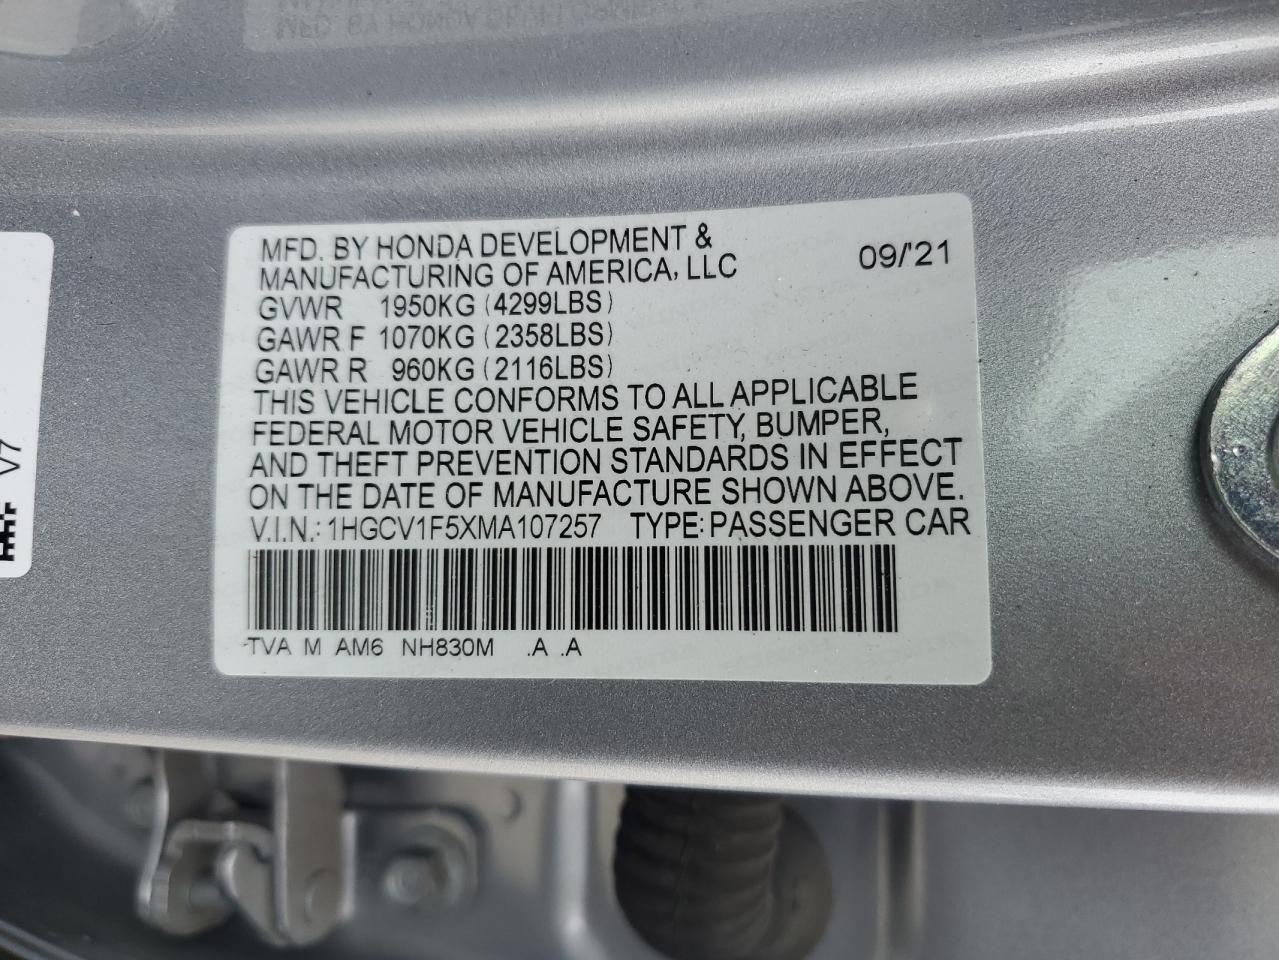 MFD. BY HONDA DEVELOPMENT &
MANUFACTURING OF AMERICA, LLC
09/'21
GVWR 1950KG (4299LBS)
GAWR F 1070KG (2358LBS)
GAWR R 960KG (2116LBS)
THIS VEHICLE CONFORMS TO ALL APPLICABLE
FEDERAL MOTOR VEHICLE SAFETY, BUMPER,
AND THEFT PREVENTION STANDARDS IN EFFECT
ON THE DATE OF MANUFACTURE SHOWN ABOVE.
V.I.N.: 1HGCV1F5XMA107257 TYPE: PASSENGER CAR
TVA M AM6 NH830M .A .A
V7